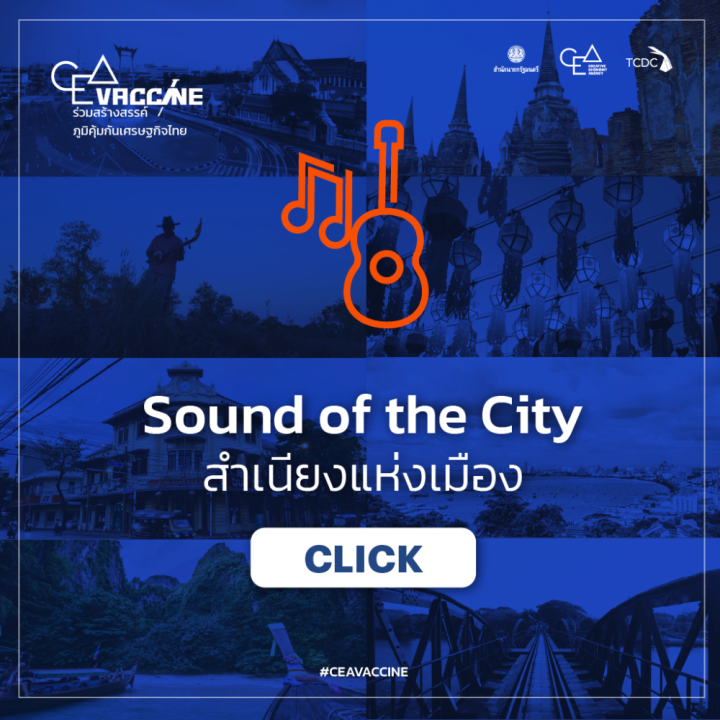 CEA VACCINE
ร่วมสร้างสรรค์
ภูมิคุ้มกันเศรษฐกิจไทย
สำนักนายกรัฐมนตรี
CEA
CREATIVE
ECONOMY
AGENCY
TCDC
Sound of the City
สำเนียงแห่งเมือง
CLICK
#CEAVACCINE